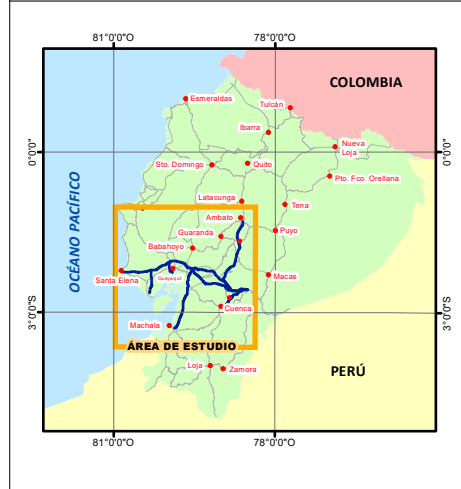 81°0'0"O
78°0'0"O
COLOMBIA
Esmeraldas
Tulcán
Ibarra
Nueva
Loja
0°0'0"
0°0'0"
Sto. Domingo
Quito
Pto. Fco. Orellana
OCÉANO PACÍFICO
Latacunga
Tena
Ambato
Guaranda
Puyo
Babahoyo
Santa Elena
Guayaquil
Macas
3°0'0"S
3°0'0"S
Cuenca
Machala
ÁREA DE ESTUDIO
Loja
Zamora
PERÚ
81°0'0"O
78°0'0"O